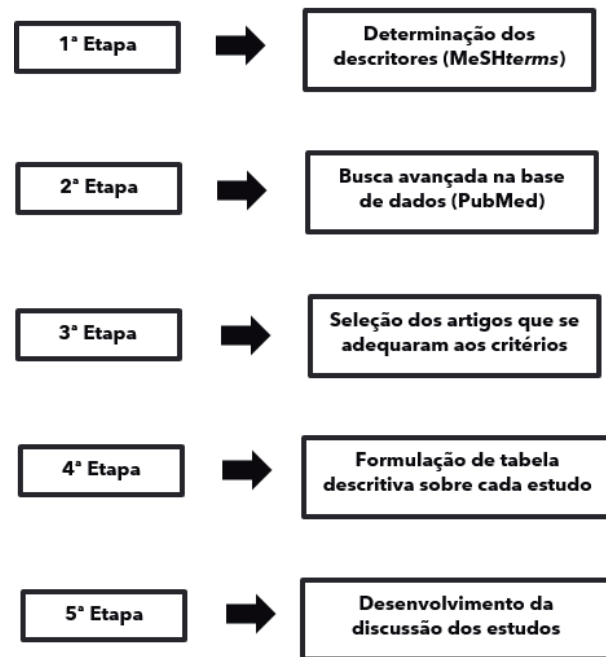 1ª Etapa
Determinação dos
descritores (MeSHterms)
2ª Etapa
Busca avançada na base
de dados (PubMed)
3ª Etapa
Seleção dos artigos que se
adequaram aos critérios
4ª Etapa
Formulação de tabela
descritiva sobre cada estudo
5ª Etapa
Desenvolvimento da
discussão dos estudos